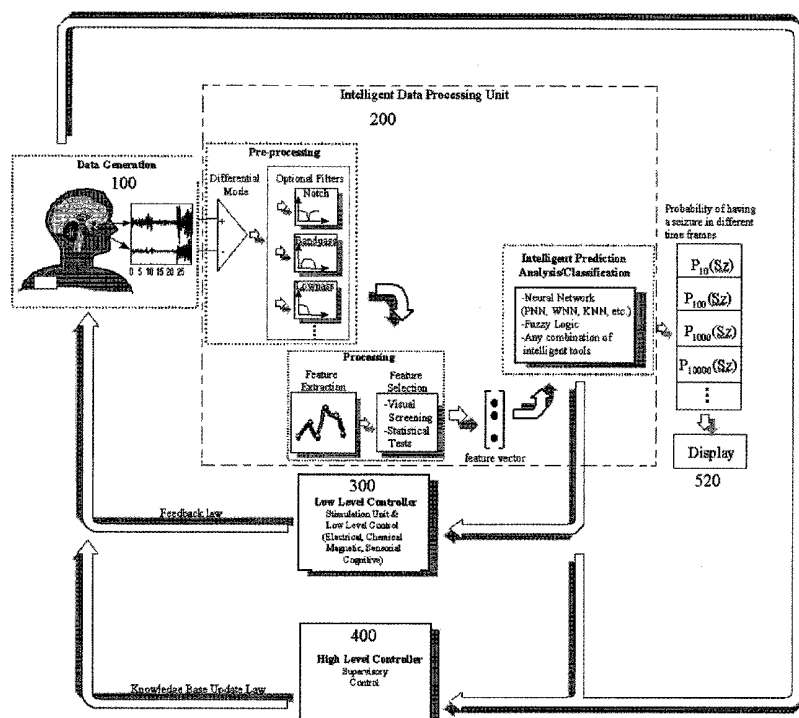 Intelligent Data Processing Unit
200
Data Generation
100
0 5 10 15 20 25
Pre-processing
Differential
Mode
+
-
Optional Filters
Notch
Bandpass
Lowpass
Processing
Feature
Extraction
Feature
Selection
-Visual
Screening
-Statistical
Tests
feature vector
Intelligent Prediction
Analysis/Classification
-Neural Network
(PNN, WNN, KNN, etc.)
-Fuzzy Logic
-Any combination of
intelligent tools
Probability of having
a seizure in different
time frames
P10(Sz)
P100(Sz)
P1000(Sz)
P10000(Sz)
Display
520
300
Low Level Controller
Stimulation Unit &
Low Level Control
(Electrical, Chemical
Magnetic, Sensorial
Cognitive)
Feedback law
400
High Level Controller
Supervisory
Control
Knowledge Base Update Law